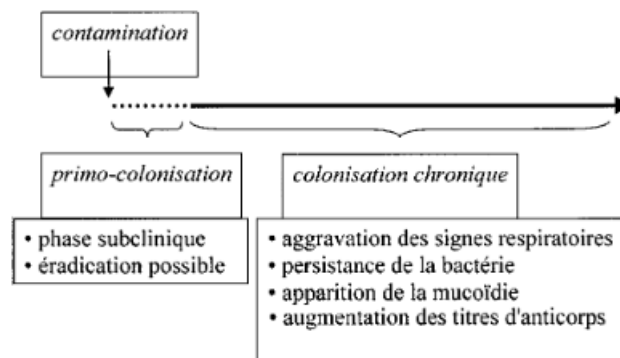 contamination
primo-colonisation
• phase subclinique
• éradication possible
colonisation chronique
• aggravation des signes respiratoires
• persistance de la bactérie
• apparition de la mucoïdie
• augmentation des titres d'anticorps